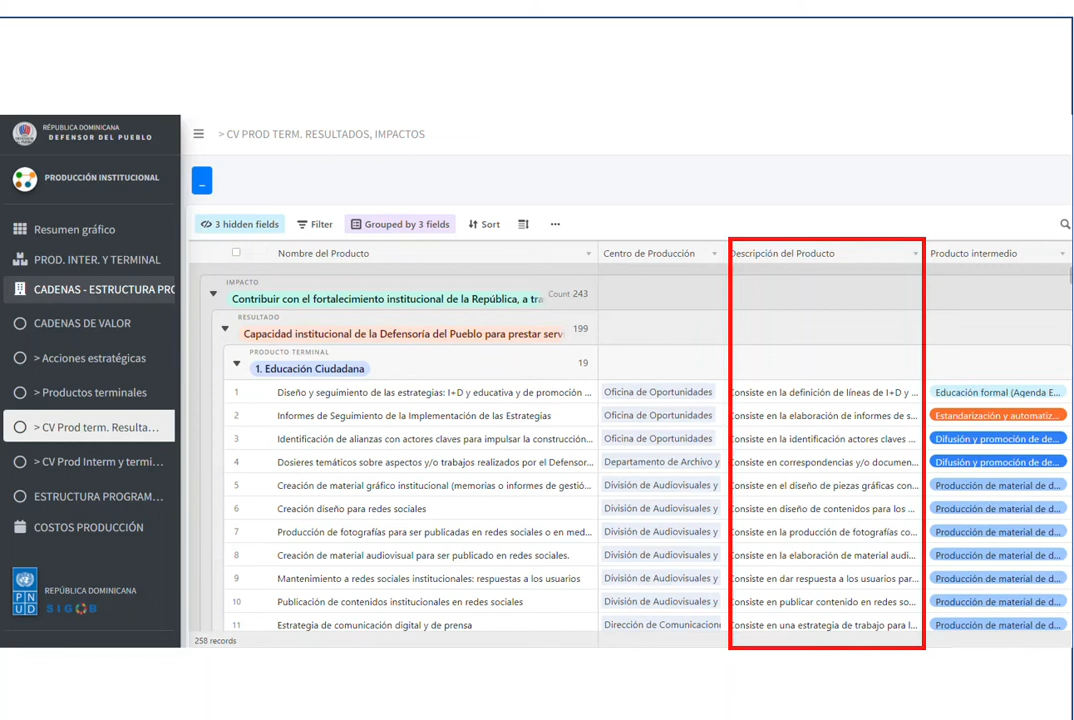 REPÚBLICA DOMINICANA
DEFENSOR DEL PUEBLO
PRODUCCIÓN INSTITUCIONAL
Resumen gráfico
PROD. INTER. Y TERMINAL
CADENAS - ESTRUCTURA PRO
CADENAS DE VALOR
> Acciones estratégicas
> Productos terminales
> CV Prod term. Resulta...
> CV Prod Interm y termi...
ESTRUCTURA PROGRAM...
COSTOS PRODUCCIÓN
PNUD
REPÚBLICA DOMINICANA
SIGOB
> CV PROD TERM. RESULTADOS, IMPACTOS
3 hidden fields Filter Grouped by 3 fields Sort ...
Nombre del Producto Centro de Producción Descripción del Producto Producto intermedio
IMPACTO
Contribuir con el fortalecimiento institucional de la República, a tra Count 243
RESULTADO
Capacidad institucional de la Defensoría del Pueblo para prestar serv 199
PRODUCTO TERMINAL
1. Educación Ciudadana 19
1 Diseño y seguimiento de las estrategias: I+D y educativa y de promoción ... Oficina de Oportunidades Consiste en la definición de líneas de I+D y ... Educación formal (Agenda E...
2 Informes de Seguimiento de la Implementación de las Estrategias Oficina de Oportunidades Consiste en la elaboración de informes de s... Estandarización y automatiz...
3 Identificación de alianzas con actores claves para impulsar la construcción... Oficina de Oportunidades Consiste en la identificación actores claves ... Difusión y promoción de de...
4 Dosieres temáticos sobre aspectos y/o trabajos realizados por el Defensor... Departamento de Archivo y Consiste en correspondencias y/o documen... Difusión y promoción de de...
5 Creación de material gráfico institucional (memorias o informes de gestió... División de Audiovisuales y Consiste en el diseño de piezas gráficas con... Producción de material de d...
6 Creación diseño para redes sociales División de Audiovisuales y Consiste en diseño de contenidos para los ... Producción de material de d...
7 Producción de fotografías para ser publicadas en redes sociales o en med... División de Audiovisuales y Consiste en la producción de fotografías co... Producción de material de d...
8 Creación de material audiovisual para ser publicado en redes sociales. División de Audiovisuales y Consiste en la elaboración de material audi... Producción de material de d...
9 Mantenimiento a redes sociales institucionales: respuestas a los usuarios División de Audiovisuales y Consiste en dar respuesta a los usuarios par... Producción de material de d...
10 Publicación de contenidos institucionales en redes sociales División de Audiovisuales y Consiste en publicar contenido en redes so... Producción de material de d...
11 Estrategia de comunicación digital y de prensa Dirección de Comunicacione Consiste en una estrategia de trabajo para l... Producción de material de d...
258 records